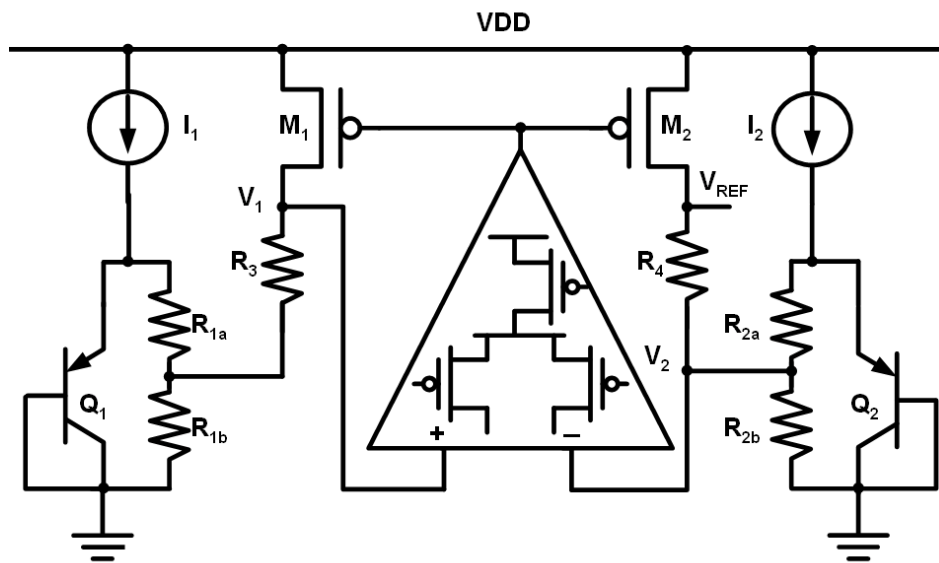 VDD
I1
M1
M2
I2
V1
VREF
R3
R4
R1a
R2a
V2
Q1
R1b
R2b
Q2
+
−